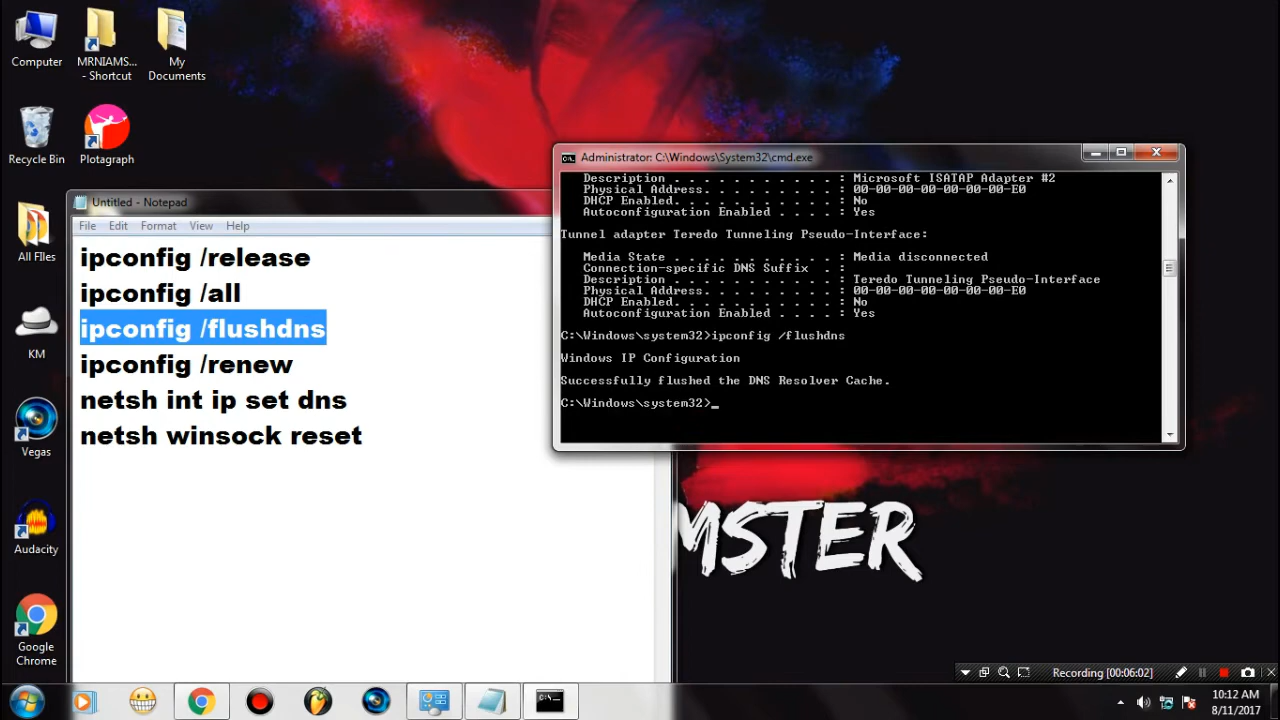 Computer
MRNIAMS...
- Shortcut
My
Documents
Recycle Bin
Plotagraph
All FIles
KM
Vegas
Audacity
Google
Chrome
Untitled - Notepad
File Edit Format View Help
ipconfig /release
ipconfig /all
ipconfig /flushdns
ipconfig /renew
netsh int ip set dns
netsh winsock reset
Administrator: C:\Windows\System32\cmd.exe
Description . . . . . . . . . . . : Microsoft ISATAP Adapter #2
Physical Address. . . . . . . . . : 00-00-00-00-00-00-00-E0
DHCP Enabled. . . . . . . . . . . : No
Autoconfiguration Enabled . . . . : Yes
Tunnel adapter Teredo Tunneling Pseudo-Interface:
Media State . . . . . . . . . . . : Media disconnected
Connection-specific DNS Suffix  . :
Description . . . . . . . . . . . : Teredo Tunneling Pseudo-Interface
Physical Address. . . . . . . . . : 00-00-00-00-00-00-00-E0
DHCP Enabled. . . . . . . . . . . : No
Autoconfiguration Enabled . . . . : Yes
C:\Windows\system32>ipconfig /flushdns
Windows IP Configuration
Successfully flushed the DNS Resolver Cache.
C:\Windows\system32>_
MSTER
Recording [00:06:02]
10:12 AM
8/11/2017